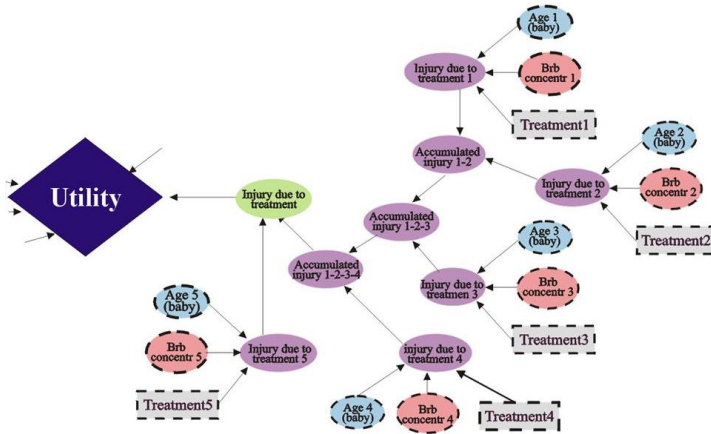 Age 1
(baby)
Injury due to
treatment 1
Brb
concentr 1
Treatment1
Accumulated
injury 1-2
Age 2
(baby)
Injury due to
treatment 2
Brb
concentr 2
Treatment2
Utility
Injury due to
treatment
Accumulated
injury 1-2-3
Age 3
(baby)
Accumulated
injury 1-2-3-4
Injury due to
treatmen 3
Brb
concentr 3
Treatment3
Age 5
(baby)
Brb
concentr 5
Injury due to
treatment 5
Treatment5
injury due to
treatment 4
Age 4
(baby)
Brb
concentr 4
Treatment4